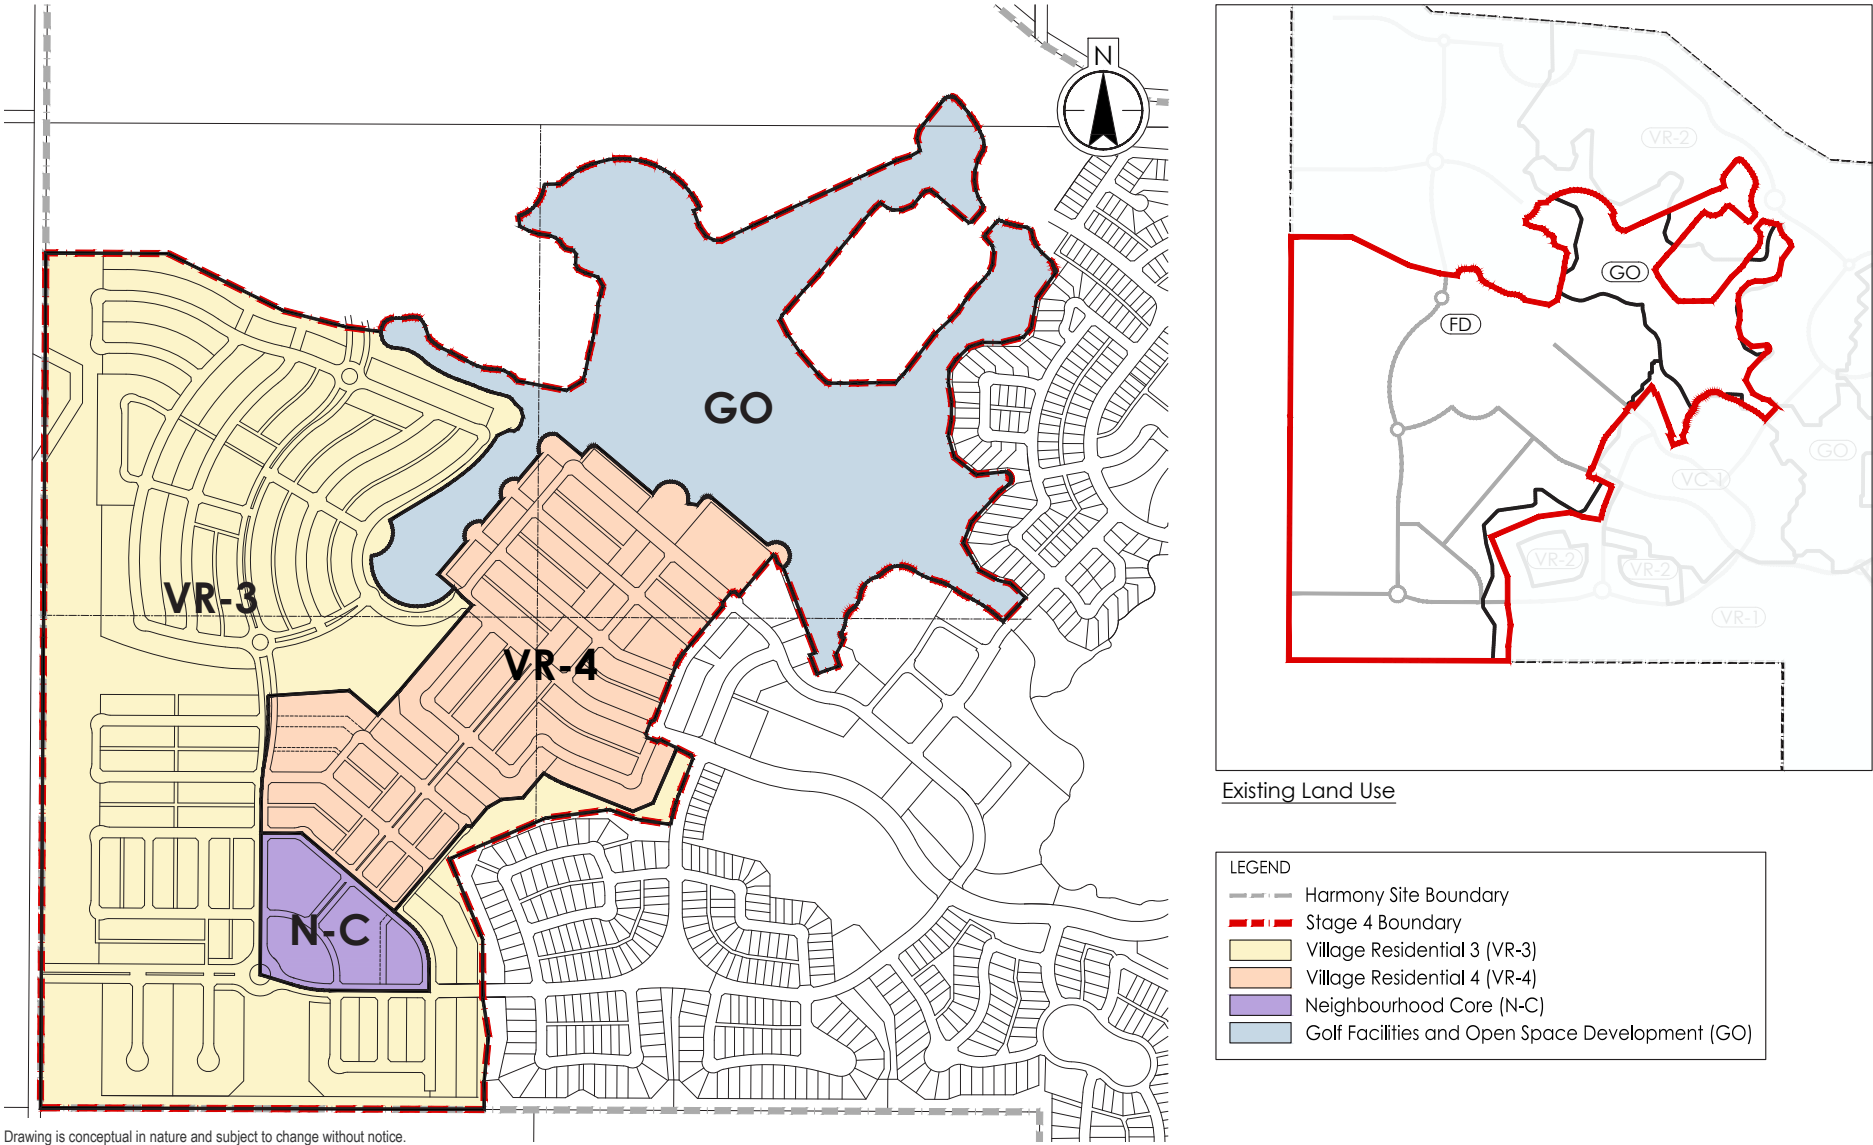 N
GO
VR-3
VR-4
N-C
Drawing is conceptual in nature and subject to change without notice.
VR-2
GO
FD
GO
VC-1
VR-2
VR-2
VR-1
Existing Land Use
LEGEND
Harmony Site Boundary
Stage 4 Boundary
Village Residential 3 (VR-3)
Village Residential 4 (VR-4)
Neighbourhood Core (N-C)
Golf Facilities and Open Space Development (GO)